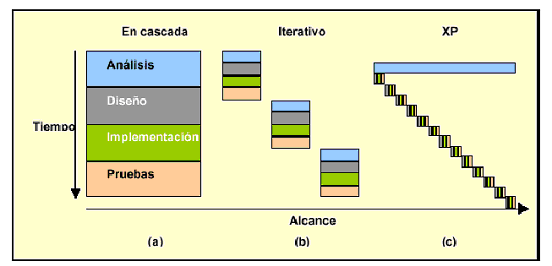 En cascada
Iterativo
XP
Análisis
Diseño
Tiempo
Implementación
Pruebas
Alcance
(a)
(b)
(c)